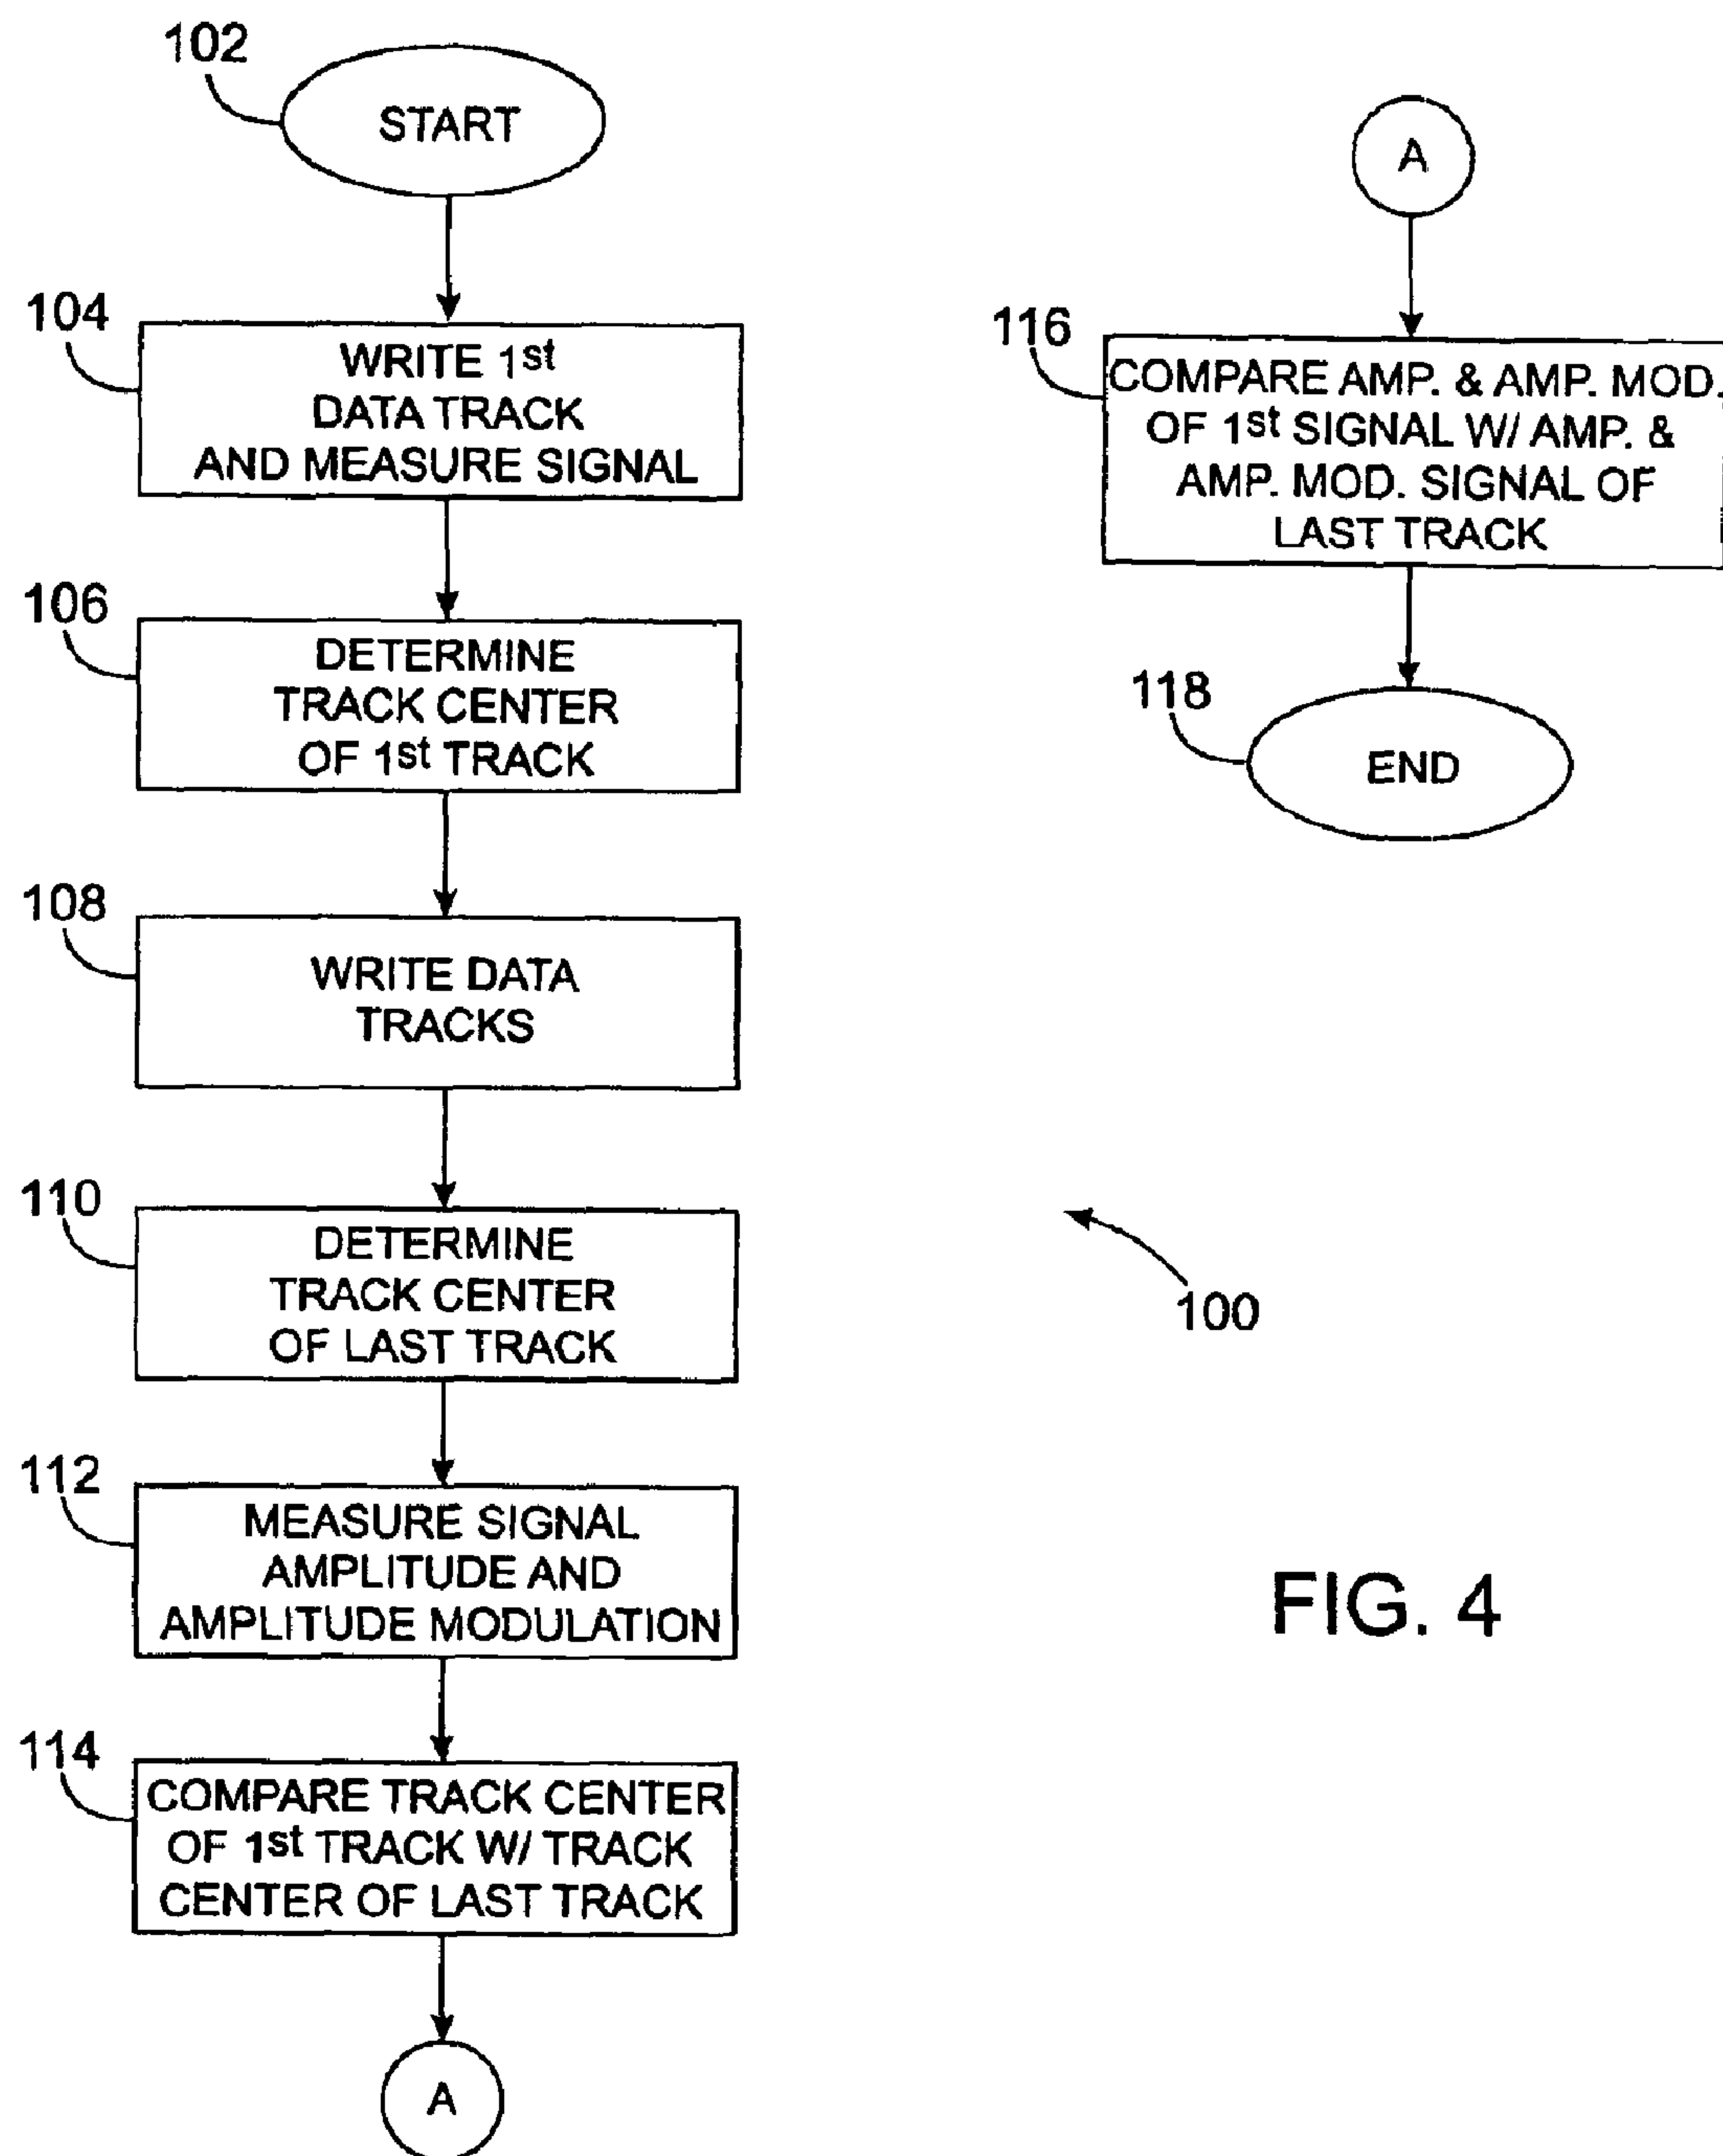 102
START
104
WRITE 1st
DATA TRACK
AND MEASURE SIGNAL
106
DETERMINE
TRACK CENTER
OF 1st TRACK
108
WRITE DATA
TRACKS
110
DETERMINE
TRACK CENTER
OF LAST TRACK
112
MEASURE SIGNAL
AMPLITUDE AND
AMPLITUDE MODULATION
114
COMPARE TRACK CENTER
OF 1st TRACK W/ TRACK
CENTER OF LAST TRACK
A
A
116
COMPARE AMP. & AMP. MOD.
OF 1st SIGNAL W/ AMP. &
AMP. MOD. SIGNAL OF
LAST TRACK
118
END
100
FIG. 4